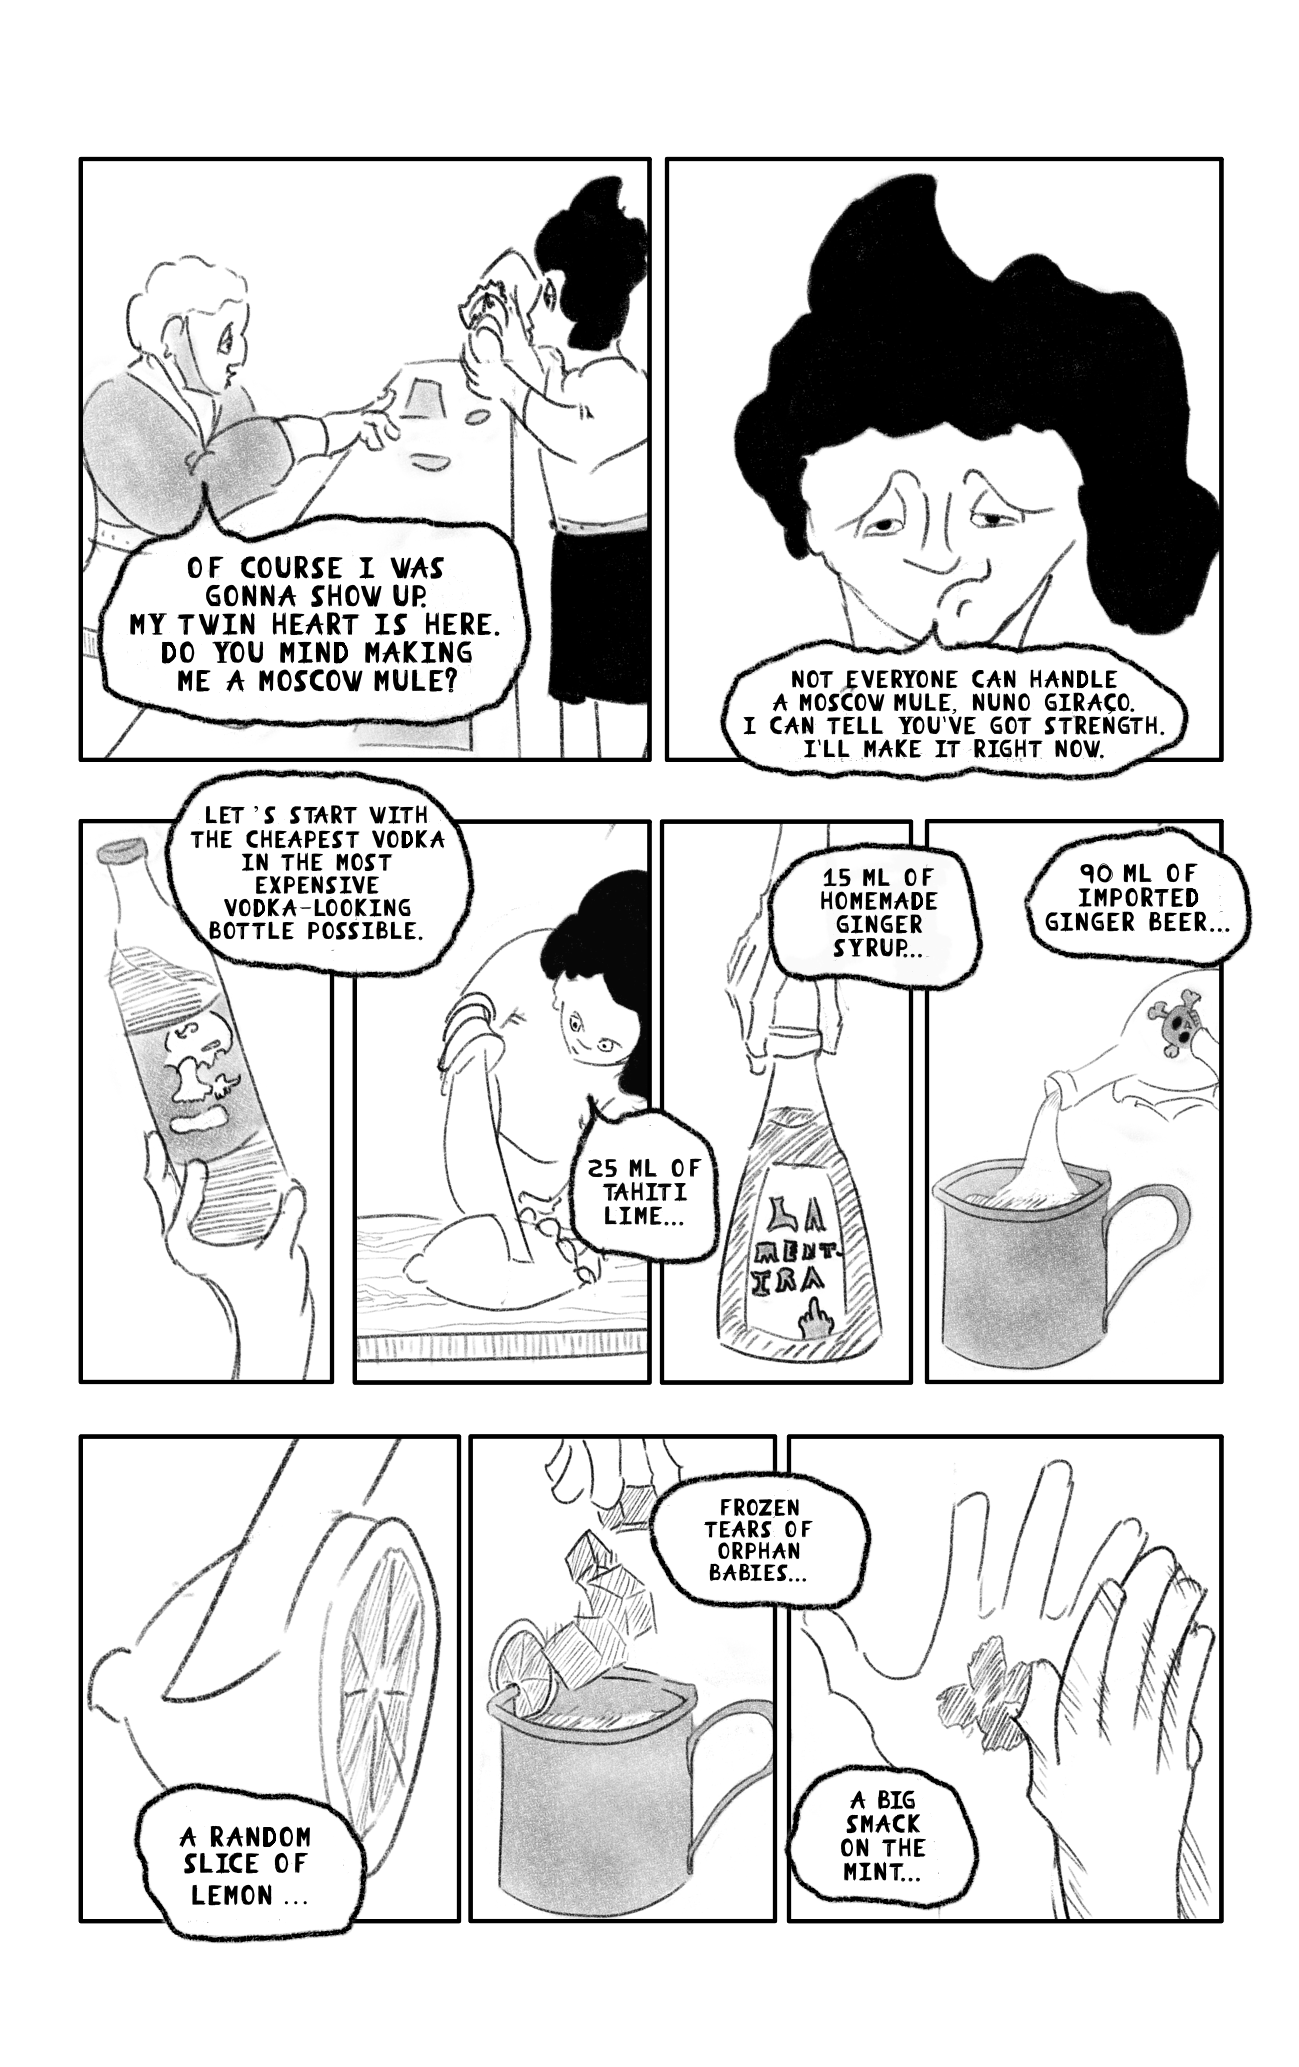 OF COURSE I WAS
GONNA SHOW UP.
MY TWIN HEART IS HERE.
DO YOU MIND MAKING
ME A MOSCOW MULE?
NOT EVERYONE CAN HANDLE
A MOSCOW MULE, NUNO GIRAÇO.
I CAN TELL YOU'VE GOT STRENGTH.
I'LL MAKE IT RIGHT NOW.
LET'S START WITH
THE CHEAPEST VODKA
IN THE MOST
EXPENSIVE
VODKA-LOOKING
BOTTLE POSSIBLE.
25 ML OF
TAHITI
LIME...
15 ML OF
HOMEMADE
GINGER
SYRUP...
LA
MENT-
IRA
90 ML OF
IMPORTED
GINGER BEER...
A RANDOM
SLICE OF
LEMON ...
FROZEN
TEARS OF
ORPHAN
BABIES...
A BIG
SMACK
ON THE
MINT...